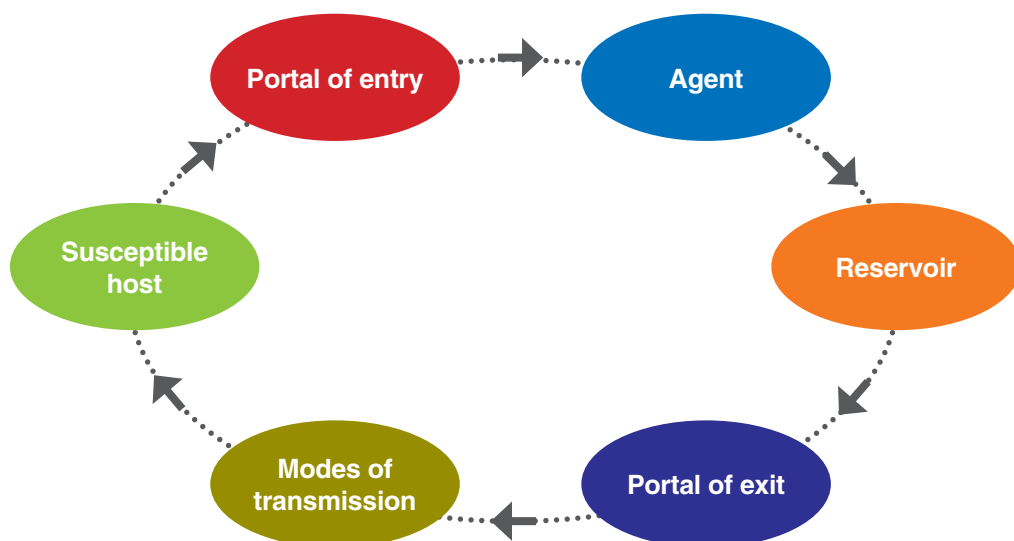 Portal of entry
Agent
Susceptible
host
Reservoir
Modes of
transmission
Portal of exit